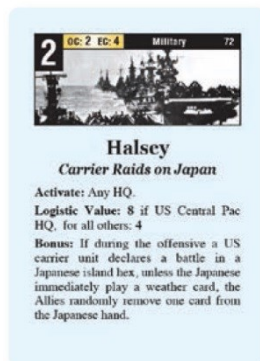 2 OC: 2 EC: 4 Military 72
Halsey
Carrier Raids on Japan
Activate: Any HQ.
Logistic Value: 8 if US Central Pac
HQ, for all others: 4
Bonus: If during the offensive a US
carrier unit declares a battle in a
Japanese island hex, unless the Japanese
immediately play a weather card, the
Allies randomly remove one card from
the Japanese hand.